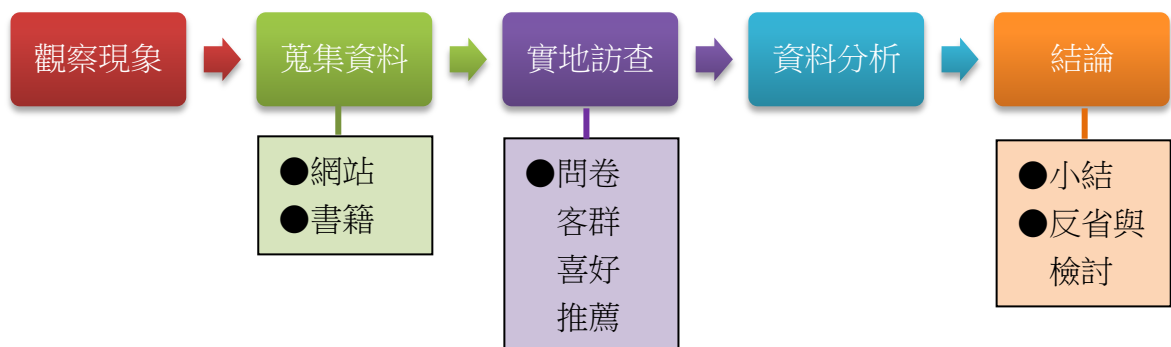 觀察現象
蒐集資料
實地訪查
資料分析
結論
●網站
●書籍
●問卷
客群
喜好
推薦
●小結
●反省與
檢討